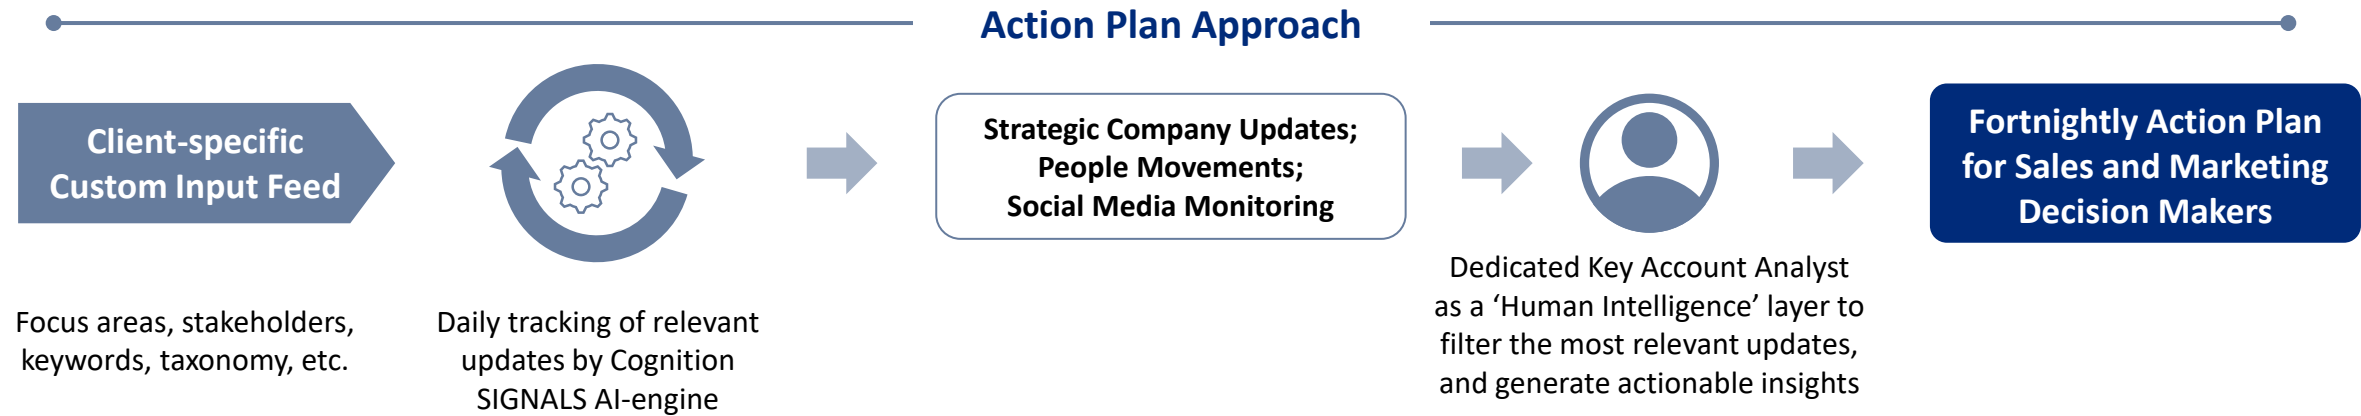 Action Plan Approach
Client-specific
Custom Input Feed
Focus areas, stakeholders,
keywords, taxonomy, etc.
Daily tracking of relevant
updates by Cognition
SIGNALS AI-engine
Strategic Company Updates;
People Movements;
Social Media Monitoring
Dedicated Key Account Analyst
as a ‘Human Intelligence’ layer to
filter the most relevant updates,
and generate actionable insights
Fortnightly Action Plan
for Sales and Marketing
Decision Makers